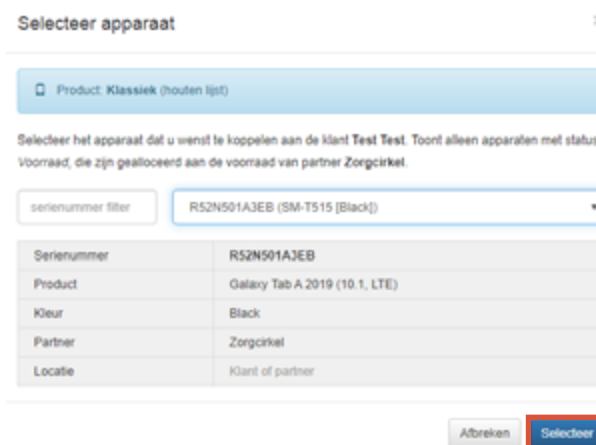 Selecteer apparaat
Product: Klassiek (houten lijst)
Selecteer het apparaat dat u wenst te koppelen aan de klant Test Test. Toont alleen apparaten met status
Voorraad, die zijn gealloceerd aan de voorraad van partner Zorgcirkel.
serienummer filter
R52N501A3EB (SM-T515 [Black])
Serienummer R52N501A3EB
Product Galaxy Tab A 2019 (10.1, LTE)
Kleur Black
Partner Zorgcirkel
Locatie Klant of partner
Afbreken Selecteer